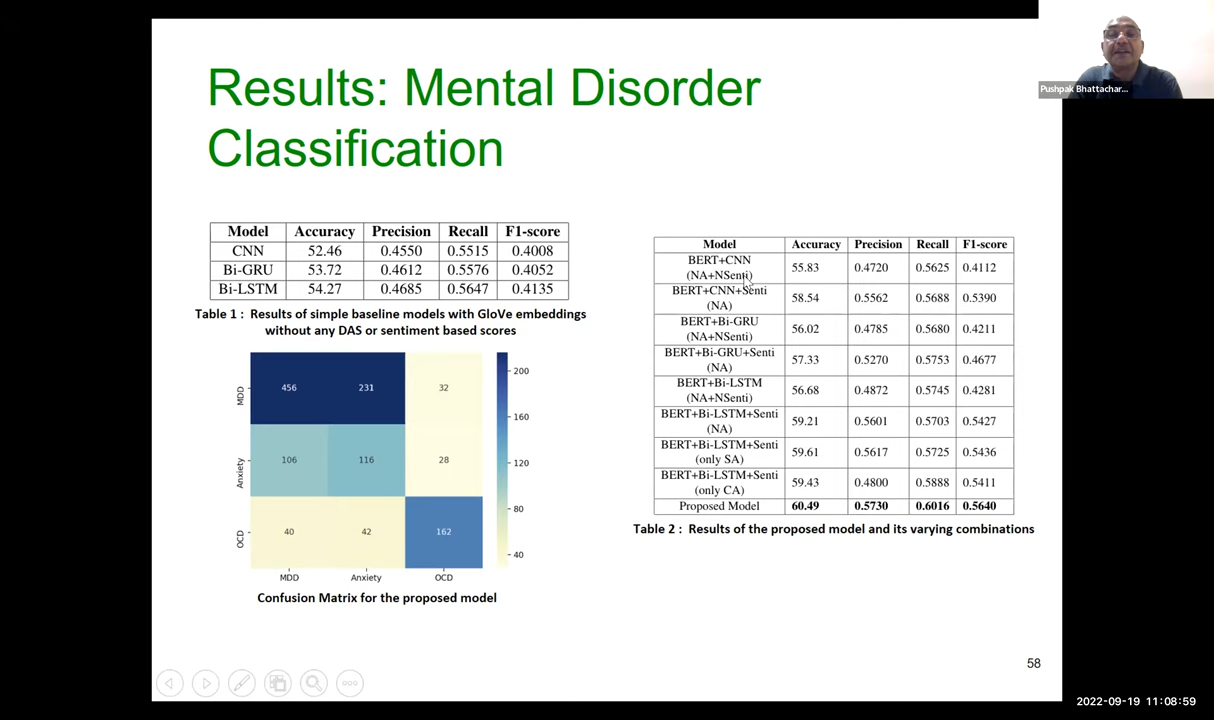 Pushpak Bhattachar...
Results: Mental Disorder
Classification
Model Accuracy Precision Recall F1-score
CNN 52.46 0.4550 0.5515 0.4008
Bi-GRU 53.72 0.4612 0.5576 0.4052
Bi-LSTM 54.27 0.4685 0.5647 0.4135
Table 1 : Results of simple baseline models with GloVe embeddings
without any DAS or sentiment based scores
MDD 456 231 32
Anxiety 106 116 28
OCD 40 42 162
MDD Anxiety OCD
200
160
120
80
40
Confusion Matrix for the proposed model
Model Accuracy Precision Recall F1-score
BERT+CNN
(NA+NSenti) 55.83 0.4720 0.5625 0.4112
BERT+CNN+Senti
(NA) 58.54 0.5562 0.5688 0.5390
BERT+Bi-GRU
(NA+NSenti) 56.02 0.4785 0.5680 0.4211
BERT+Bi-GRU+Senti
(NA) 57.33 0.5270 0.5753 0.4677
BERT+Bi-LSTM
(NA+NSenti) 56.68 0.4872 0.5745 0.4281
BERT+Bi-LSTM+Senti
(NA) 59.21 0.5601 0.5703 0.5427
BERT+Bi-LSTM+Senti
(only SA) 59.61 0.5617 0.5725 0.5436
BERT+Bi-LSTM+Senti
(only CA) 59.43 0.4800 0.5888 0.5411
Proposed Model 60.49 0.5730 0.6016 0.5640
Table 2 : Results of the proposed model and its varying combinations
58
2022-09-19 11:08:59